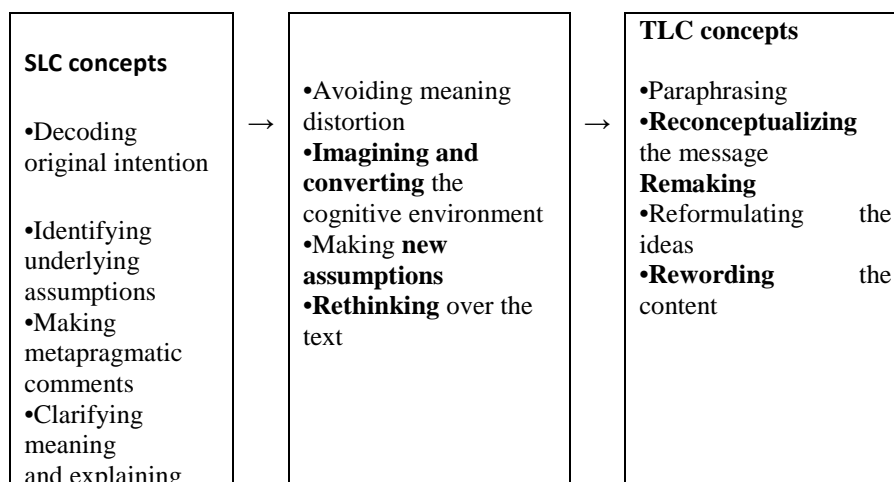 SLC concepts
•Decoding
original intention
•Identifying
underlying
assumptions
•Making
metapragmatic
comments
•Clarifying
meaning
and explaining
→
•Avoiding meaning
distortion
•Imagining and
converting the
cognitive environment
•Making new
assumptions
•Rethinking over the
text
→
TLC concepts
•Paraphrasing
•Reconceptualizing
the message
Remaking
•Reformulating the
ideas
•Rewording the
content